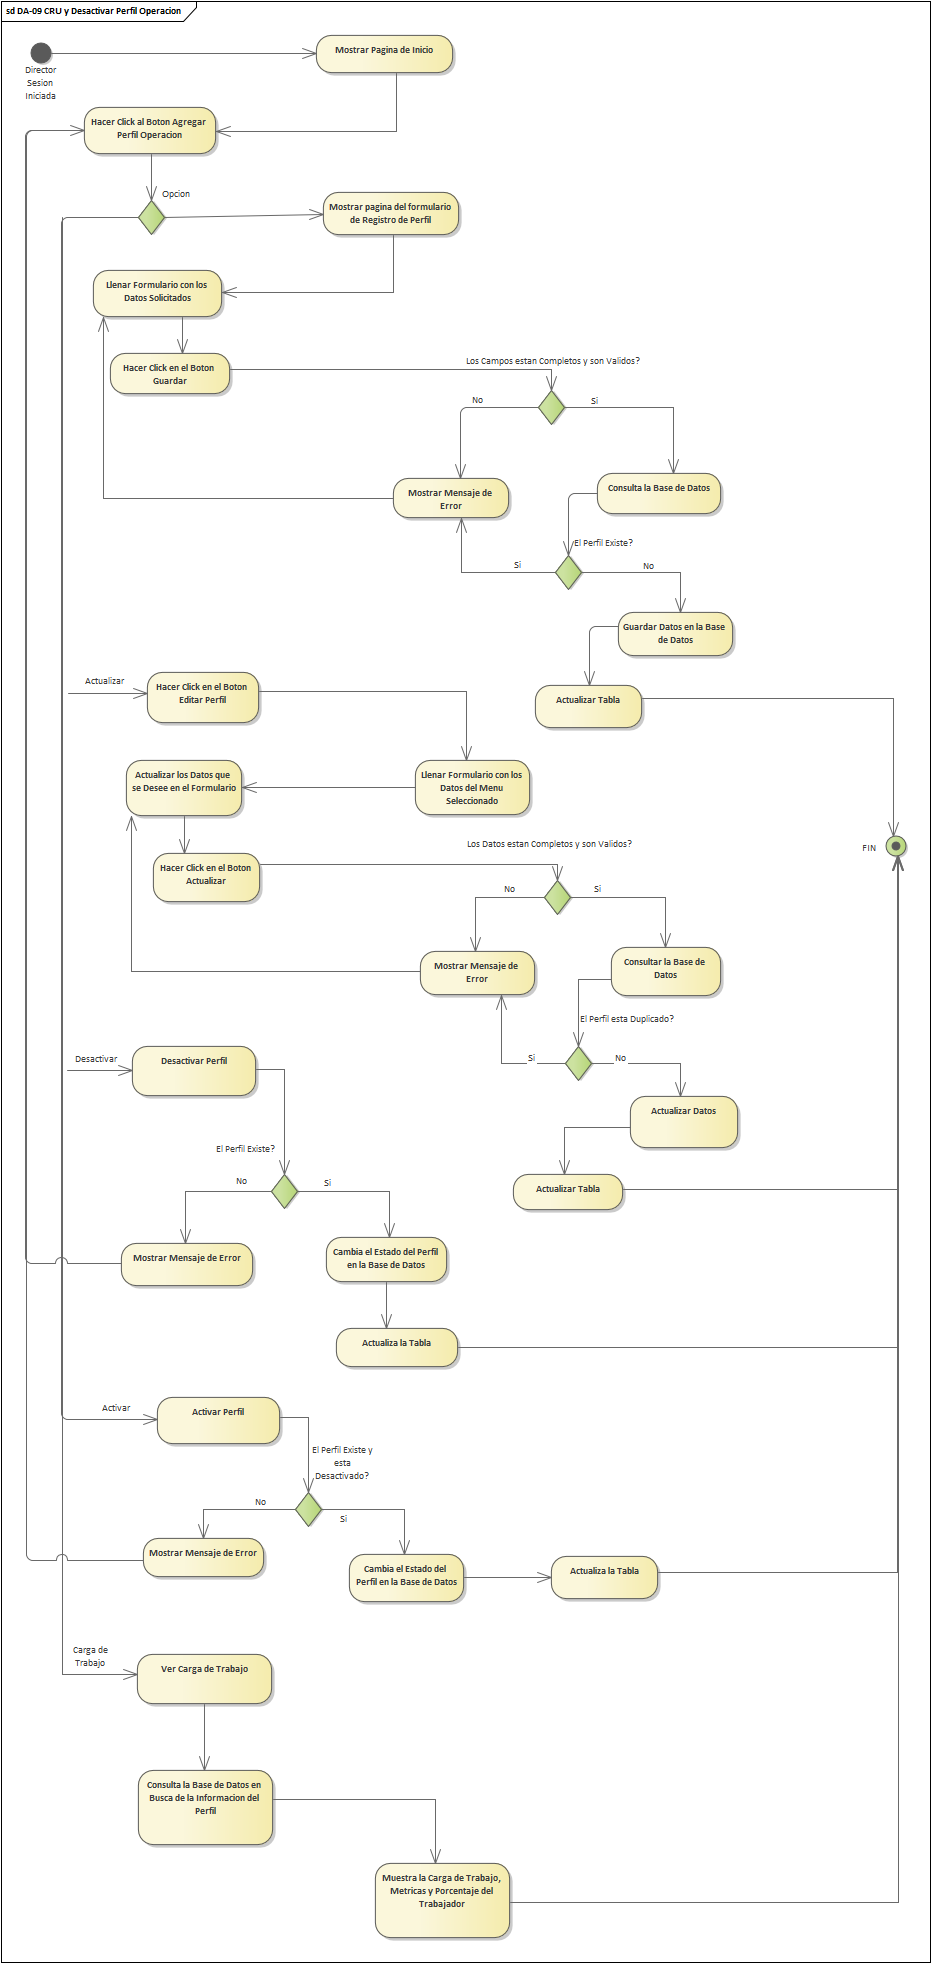 sd DA-09 CRU y Desactivar Perfil Operacion
Director
Sesion
Iniciada
Mostrar Pagina de Inicio
Hacer Click al Boton Agregar
Perfil Operacion
Opcion
Mostrar pagina del formulario
de Registro de Perfil
Llenar Formulario con los
Datos Solicitados
Hacer Click en el Boton
Guardar
Los Campos estan Completos y son Validos?
No
Si
Mostrar Mensaje de
Error
Consulta la Base de Datos
El Perfil Existe?
Si
No
Guardar Datos en la Base
de Datos
Actualizar Tabla
Actualizar
Hacer Click en el Boton
Editar Perfil
Llenar Formulario con los
Datos del Menu
Seleccionado
Actualizar los Datos que
se Desee en el Formulario
Hacer Click en el Boton
Actualizar
Los Datos estan Completos y son Validos?
FIN
No
Si
Mostrar Mensaje de
Error
Consultar la Base de
Datos
El Perfil esta Duplicado?
Si
No
Actualizar Datos
Actualizar Tabla
Desactivar
Desactivar Perfil
El Perfil Existe?
No
Si
Mostrar Mensaje de Error
Cambia el Estado del Perfil
en la Base de Datos
Actualiza la Tabla
Activar
Activar Perfil
El Perfil Existe y
esta
Desactivado?
No
Si
Mostrar Mensaje de Error
Cambia el Estado del
Perfil en la Base de Datos
Actualiza la Tabla
Carga de
Trabajo
Ver Carga de Trabajo
Consulta la Base de Datos en
Busca de la Informacion del
Perfil
Muestra la Carga de Trabajo,
Metricas y Porcentaje del
Trabajador